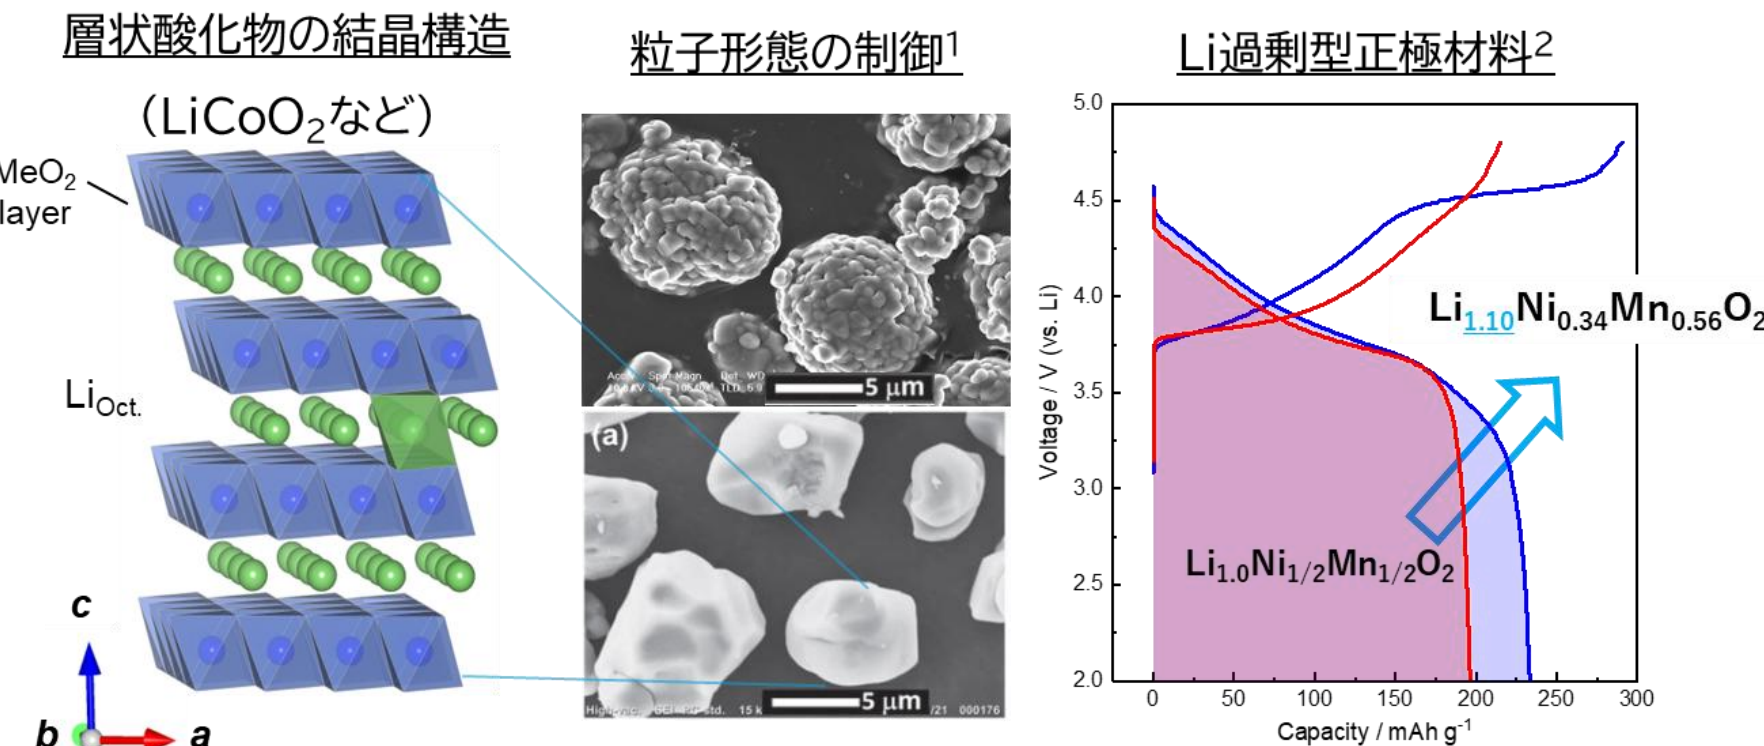 層状酸化物の結晶構造
（LiCoO₂など）
MeO₂
layer
Li_Oct.
c
b
a
粒子形態の制御¹
5 μm
(a)
5 μm
15 k
/21 000176
Li過剰型正極材料²
5.0
4.5
4.0
3.5
3.0
2.5
2.0
Voltage / V (vs. Li)
Li₁.₁₀Ni₀.₃₄Mn₀.₅₆O₂
Li₁.₀Ni₁/₂Mn₁/₂O₂
0 50 100 150 200 250 300
Capacity / mAh g⁻¹